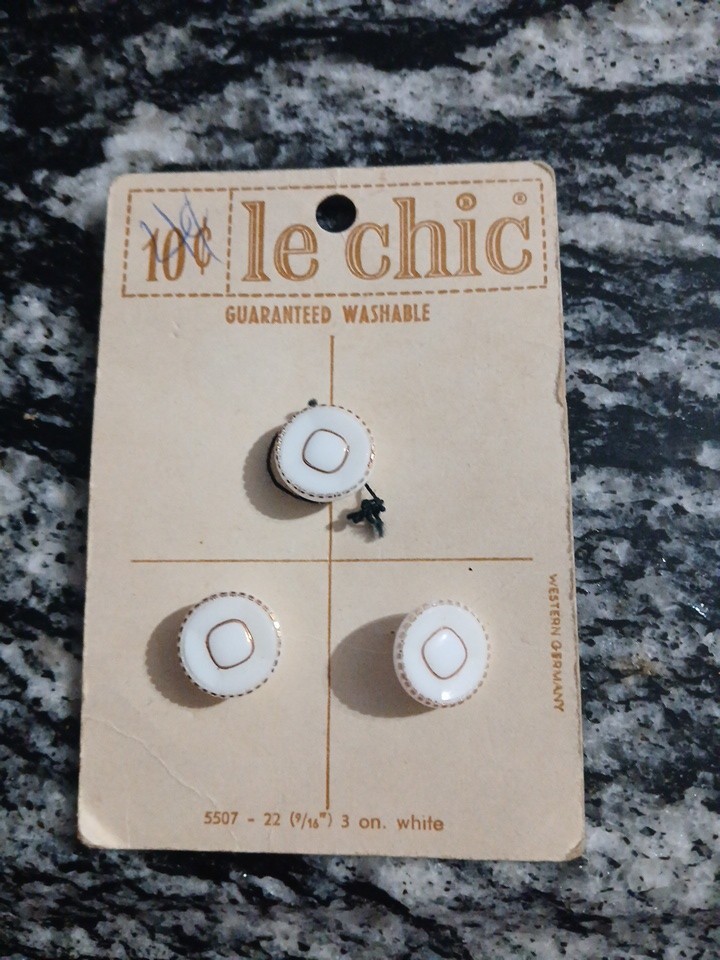 10¢ le chic®
GUARANTEED WASHABLE
WESTERN GERMANY
5507 - 22 (9/16") 3 on. white